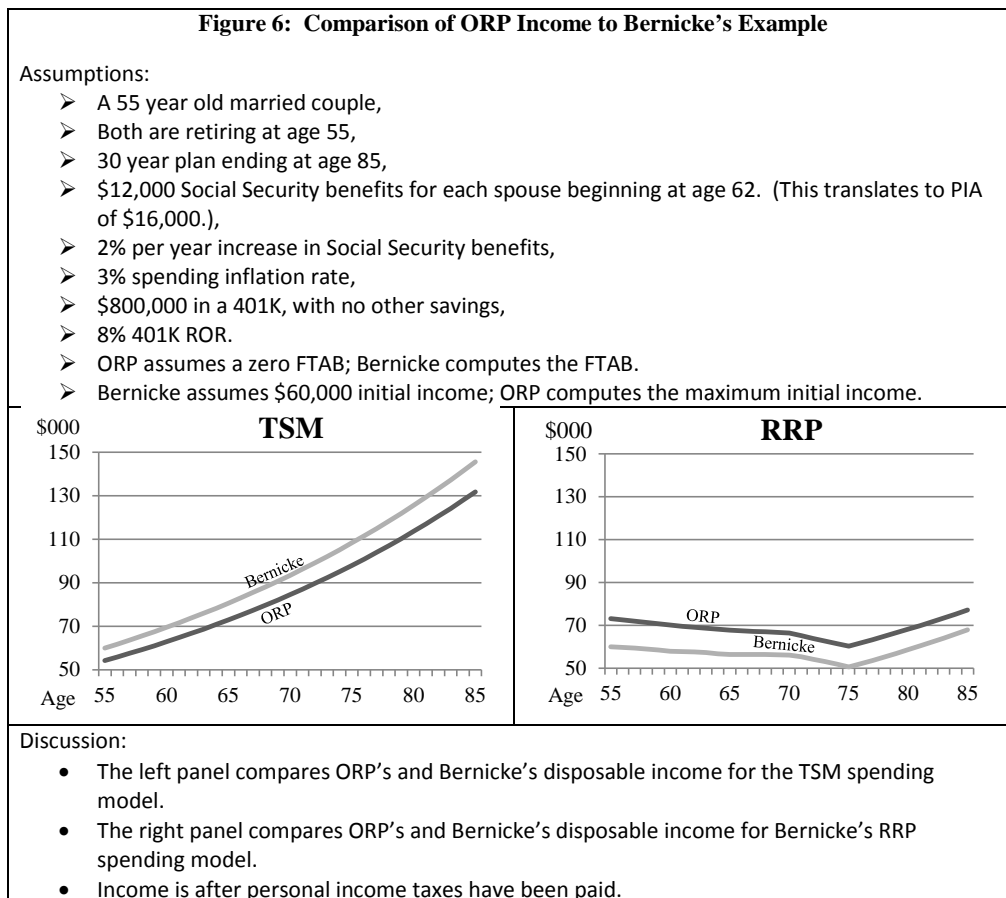 Figure 6: Comparison of ORP Income to Bernicke's Example
Assumptions:
➢ A 55 year old married couple,
➢ Both are retiring at age 55,
➢ 30 year plan ending at age 85,
➢ $12,000 Social Security benefits for each spouse beginning at age 62. (This translates to PIA
of $16,000.),
➢ 2% per year increase in Social Security benefits,
➢ 3% spending inflation rate,
➢ $800,000 in a 401K, with no other savings,
➢ 8% 401K ROR.
➢ ORP assumes a zero FTAB; Bernicke computes the FTAB.
➢ Bernicke assumes $60,000 initial income; ORP computes the maximum initial income.
$000 TSM
150
130
110
90
70
50
Bernicke
ORP
Age 55 60 65 70 75 80 85
$000 RRP
150
130
110
90
70
50
ORP
Bernicke
Age 55 60 65 70 75 80 85
Discussion:
• The left panel compares ORP's and Bernicke's disposable income for the TSM spending
model.
• The right panel compares ORP's and Bernicke's disposable income for Bernicke's RRP
spending model.
• Income is after personal income taxes have been paid.